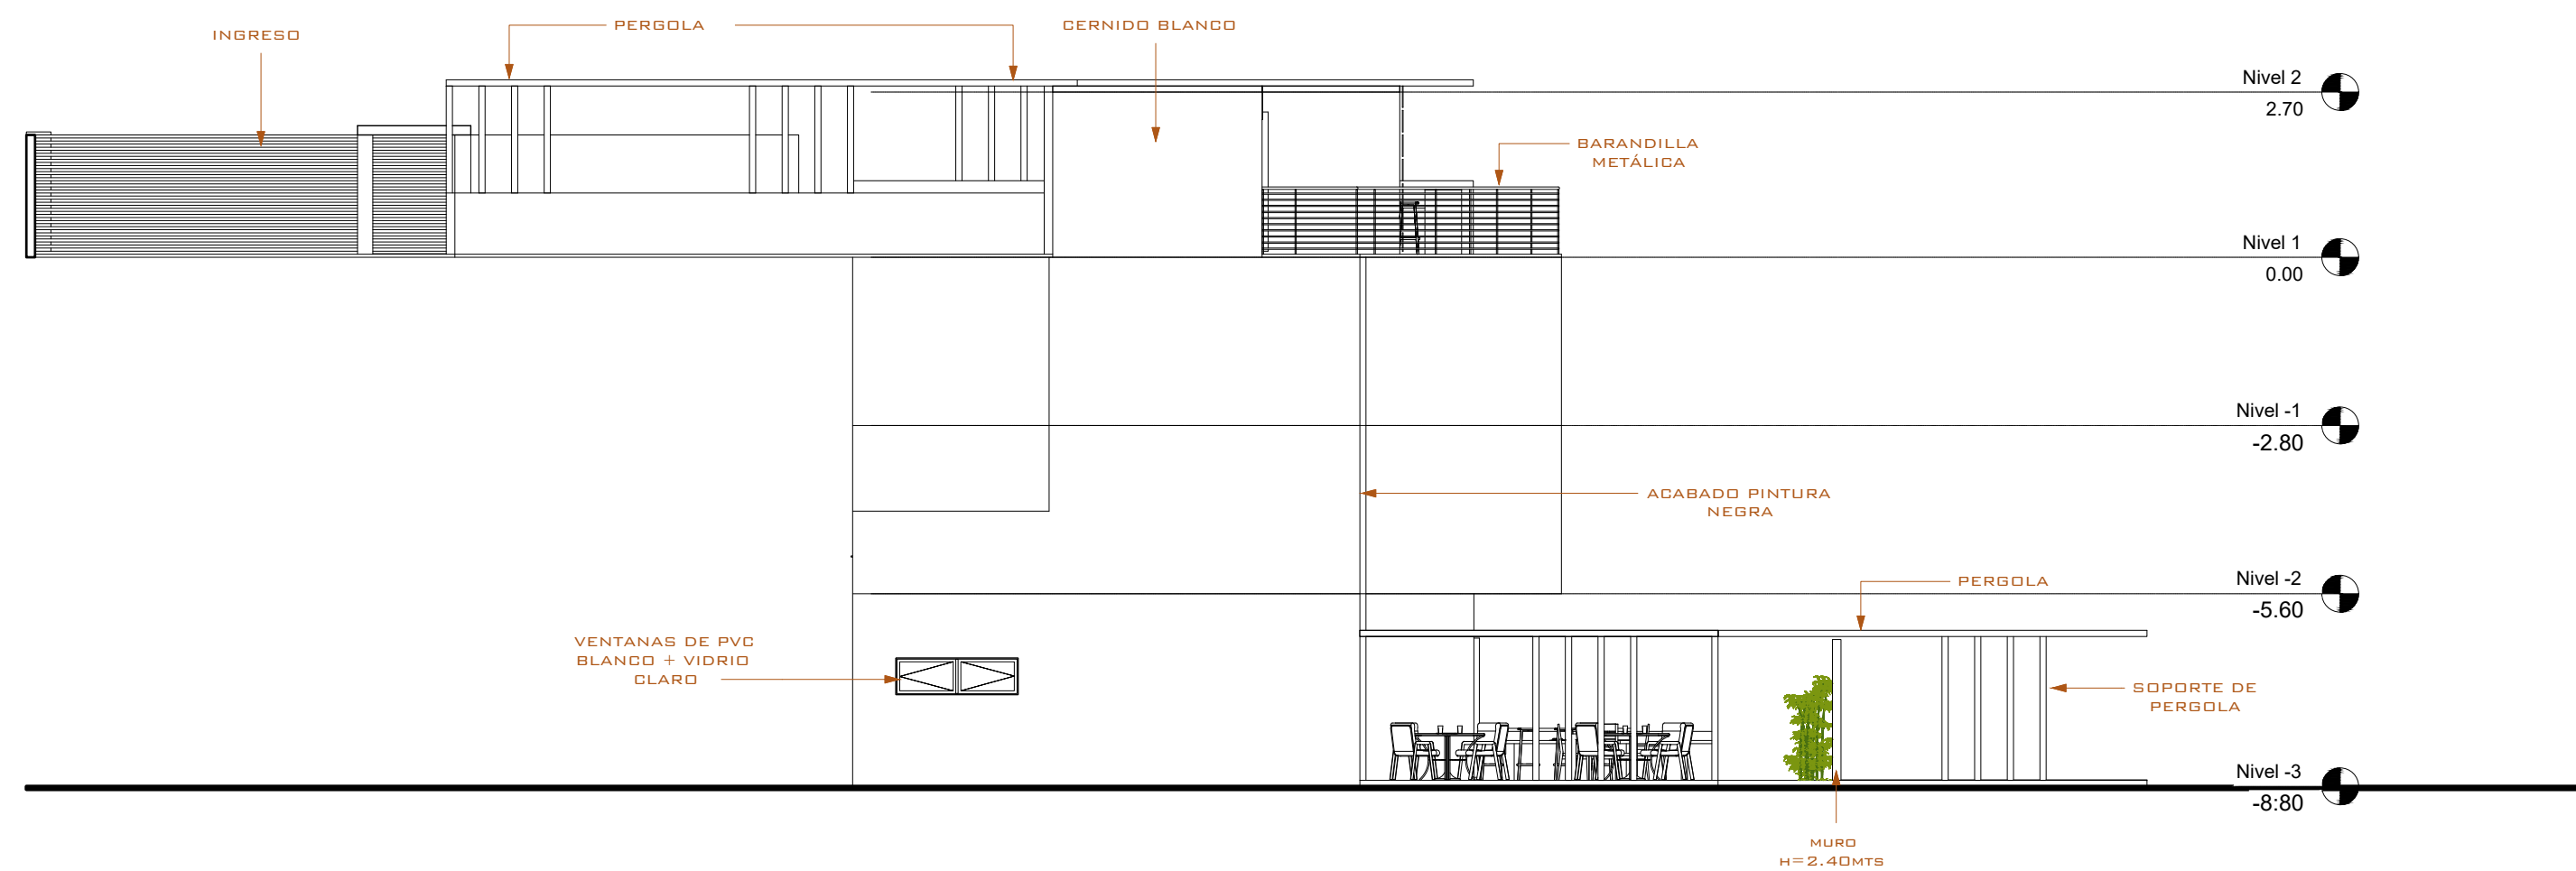 PERGOLA
CERNIDO BLANCO
INGRESO
Nivel 2
2.70
BARANDILLA
METÁLICA
Nivel 1
0.00
Nivel -1
-2.80
ACABADO PINTURA
NEGRA
Nivel -2
-5.60
PERGOLA
VENTANAS DE PVC
BLANCO + VIDRIO
CLARO
SOPORTE DE
PERGOLA
Nivel -3
-8:80
MURO
H=2.40MTS